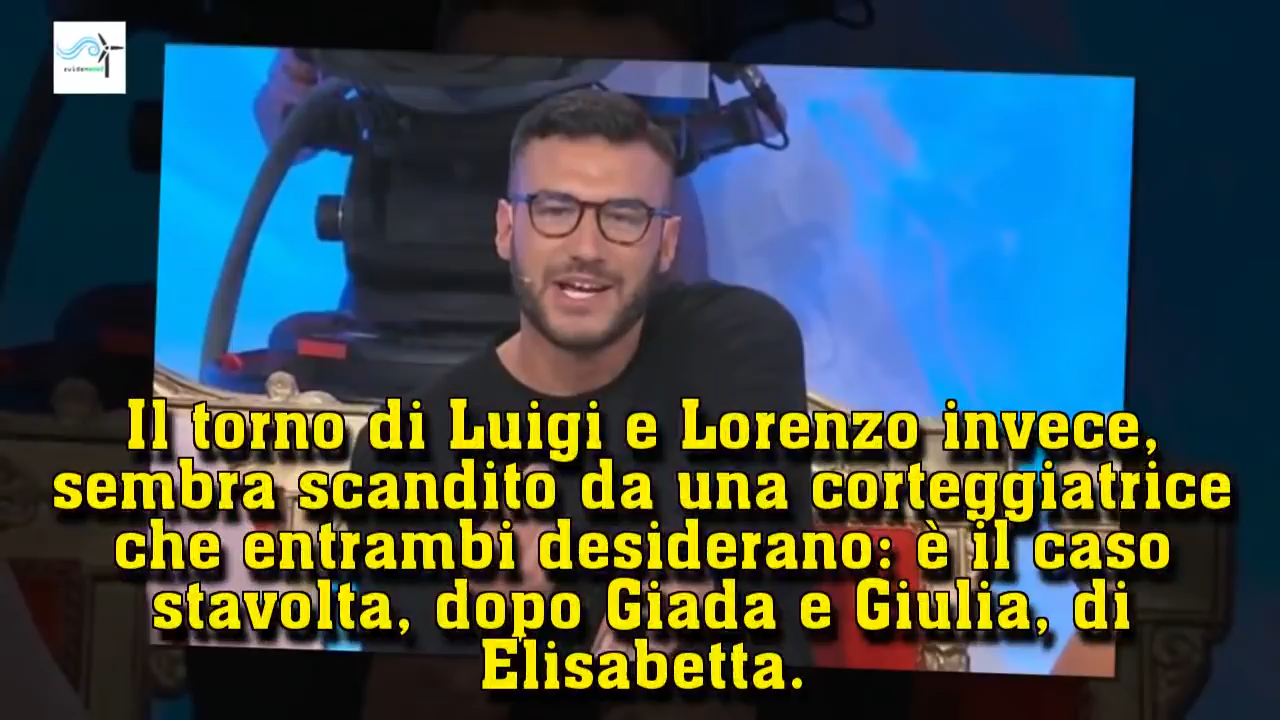 Il torno di Luigi e Lorenzo invece,
sembra scandito da una corteggiatrice
che entrambi desiderano: è il caso
stavolta, dopo Giada e Giulia, di
Elisabetta.